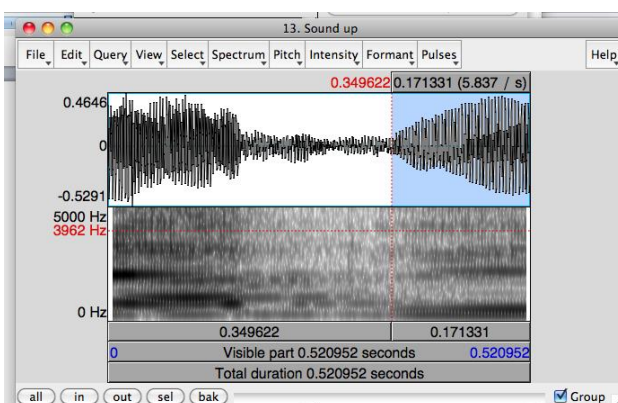 13. Sound up
File Edit Query View Select Spectrum Pitch Intensity Formant Pulses Help
0.349622 0.171331 (5.837 / s)
0.4646
0
-0.5291
5000 Hz
3962 Hz
0 Hz
0.349622 0.171331
0 Visible part 0.520952 seconds 0.520952
Total duration 0.520952 seconds
all in out sel bak Group